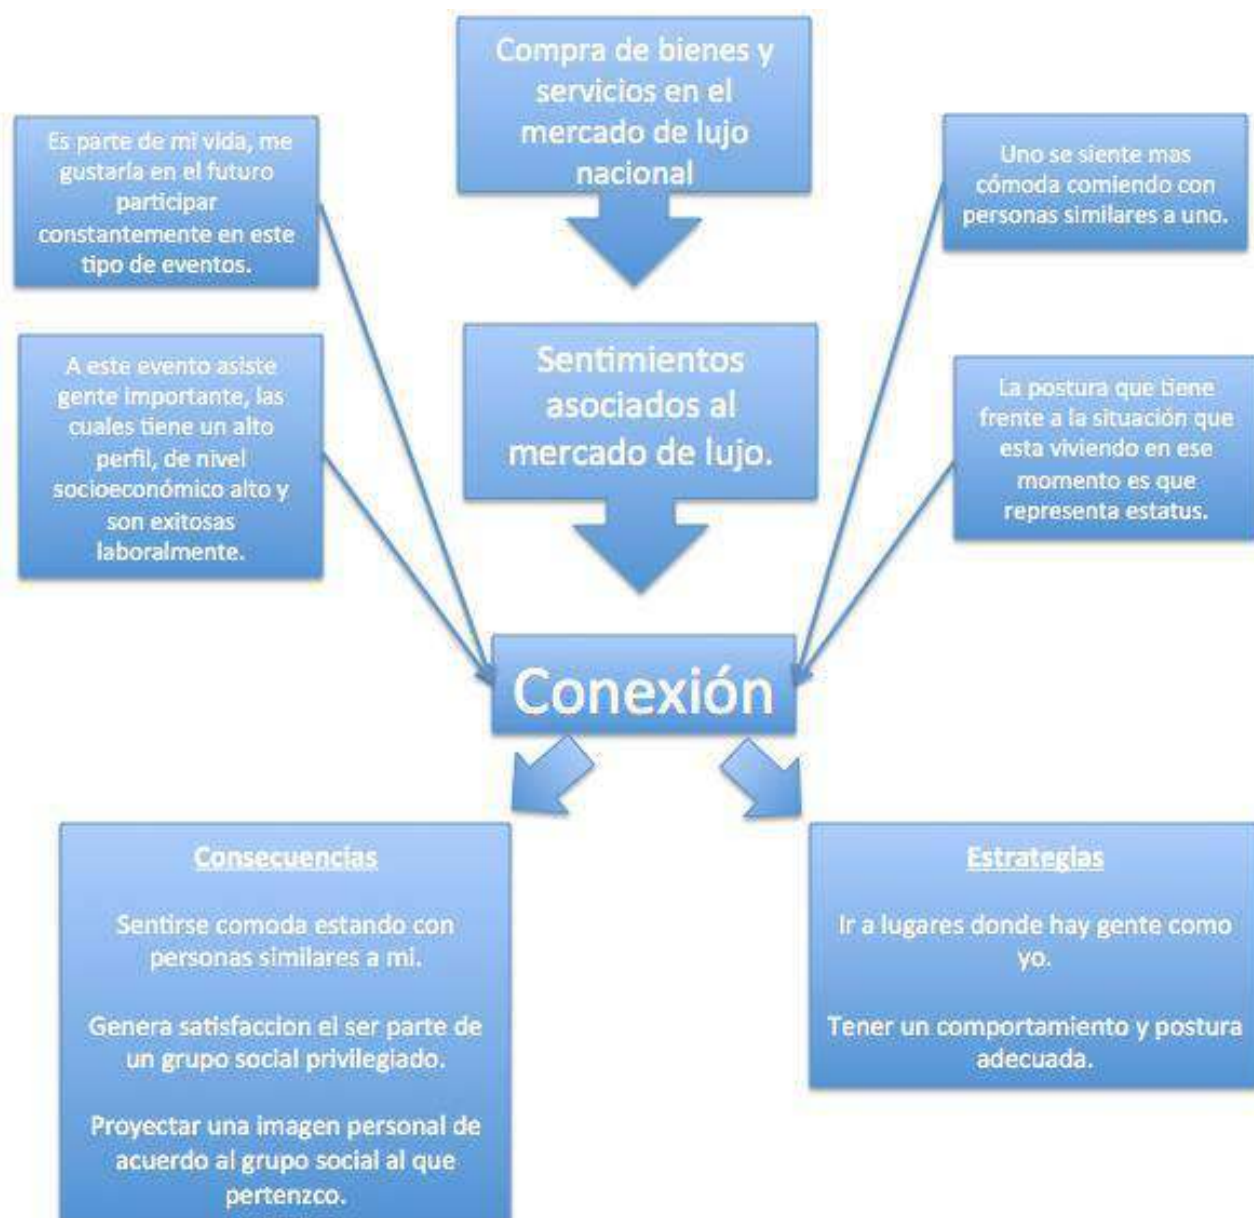 Compra de bienes y
servicios en el
mercado de lujo
nacional
Es parte de mi vida, me
gustaría en el futuro
participar
constantemente en este
tipo de eventos.
Uno se siente mas
cómoda comiendo con
personas similares a uno.
Sentimientos
asociados al
mercado de lujo.
A este evento asiste
gente importante, las
cuales tiene un alto
perfil, de nivel
socioeconómico alto y
son exitosas
laboralmente.
La postura que tiene
frente a la situación que
esta viviendo en ese
momento es que
representa estatus.
Conexión
Consecuencias
Sentirse comoda estando con
personas similares a mi.
Genera satisfaccion el ser parte de
un grupo social privilegiado.
Proyectar una imagen personal de
acuerdo al grupo social al que
pertenzco.
Estrategias
Ir a lugares donde hay gente como
yo.
Tener un comportamiento y postura
adecuada.